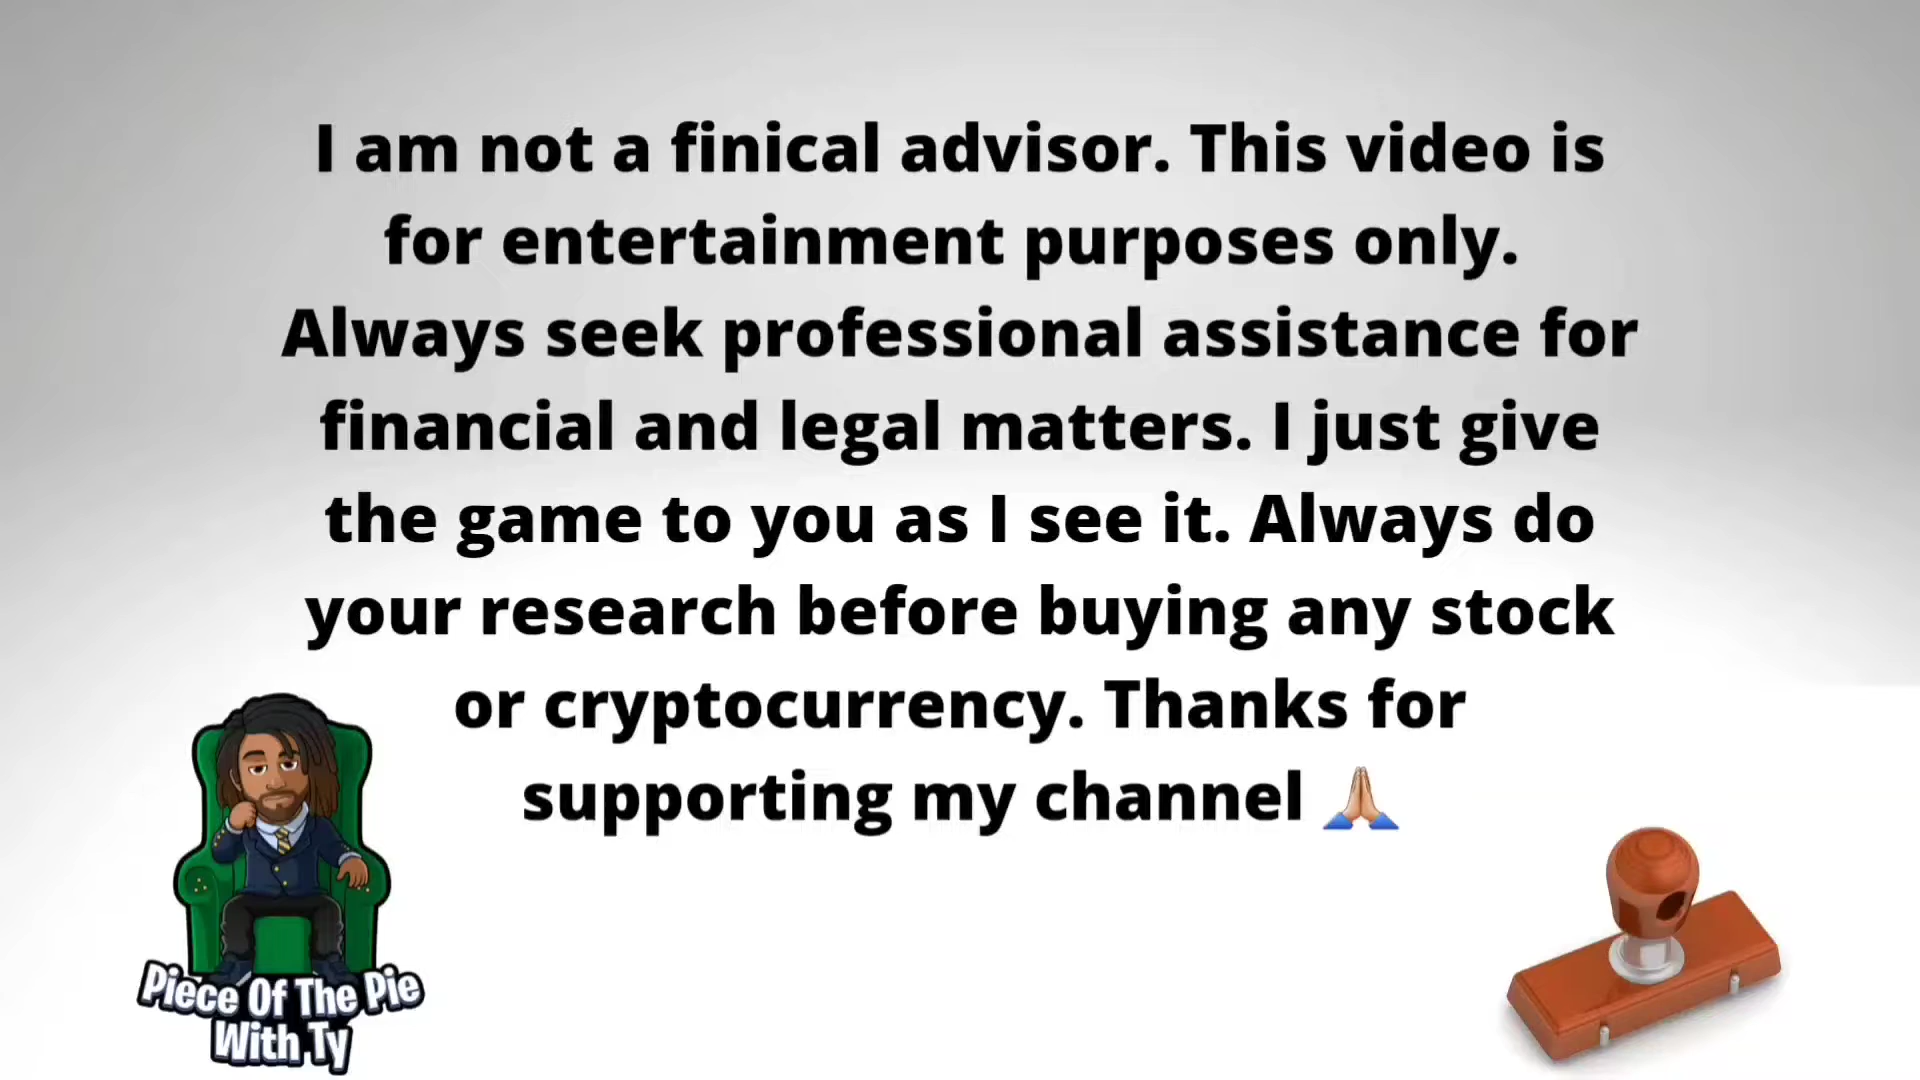 I am not a finical advisor. This video is
for entertainment purposes only.
Always seek professional assistance for
financial and legal matters. I just give
the game to you as I see it. Always do
your research before buying any stock
or cryptocurrency. Thanks for
supporting my channel 🙏🏼
Piece Of The Pie
With Ty